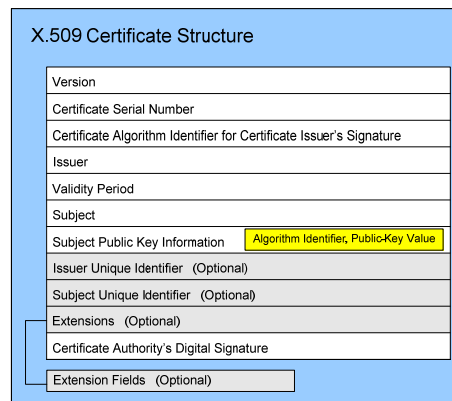 X.509 Certificate Structure
Version
Certificate Serial Number
Certificate Algorithm Identifier for Certificate Issuer's Signature
Issuer
Validity Period
Subject
Subject Public Key Information Algorithm Identifier, Public-Key Value
Issuer Unique Identifier (Optional)
Subject Unique Identifier (Optional)
Extensions (Optional)
Certificate Authority's Digital Signature
Extension Fields (Optional)